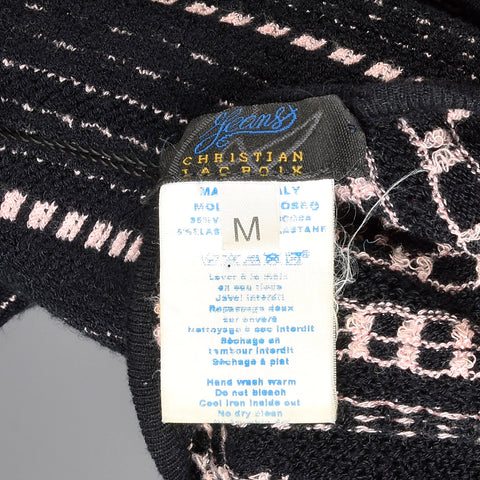 Jeans
CHRISTIAN
LACROIX
M
Laver à la main
en eau tiède
Javel interdit
Repassage doux
sur envers
Nettoyage à sec interdit
Séchage en
tambour interdit
Séchage à plat
Hand wash warm
Do not bleach
Cool iron inside out
No dry clean